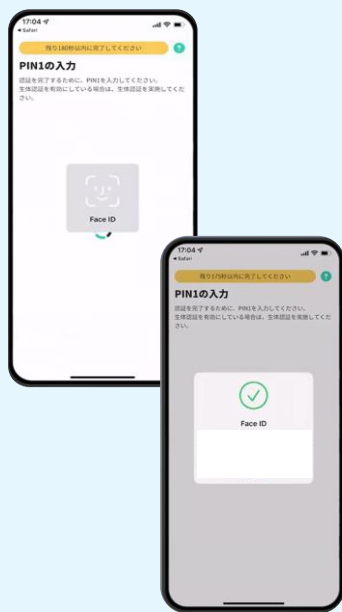 17:04
Safari
残り180秒以内に完了してください
?
PIN1の入力
認証を完了するために、PIN1を入力してください。
生体認証を有効にしている場合は、生体認証を実施してくだ
さい。
Face ID
17:04
Safari
残り175秒以内に完了してください
?
PIN1の入力
認証を完了するために、PIN1を入力してください。
生体認証を有効にしている場合は、生体認証を実施してくだ
さい。
Face ID